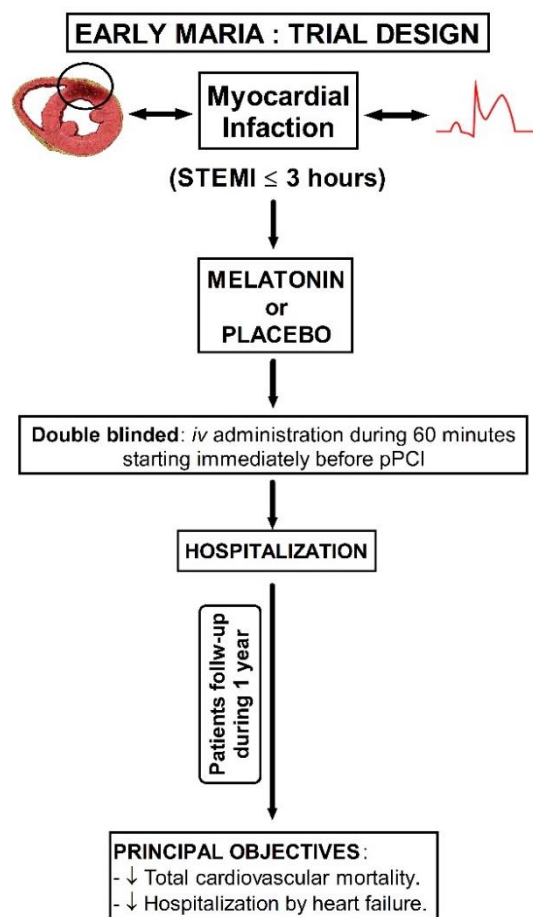 EARLY MARIA : TRIAL DESIGN
Myocardial
Infaction
(STEMI ≤ 3 hours)
MELATONIN
or
PLACEBO
Double blinded: iv administration during 60 minutes
starting immediately before pPCI
HOSPITALIZATION
Patients follw-up
during 1 year
PRINCIPAL OBJECTIVES:
- ↓ Total cardiovascular mortality.
- ↓ Hospitalization by heart failure.